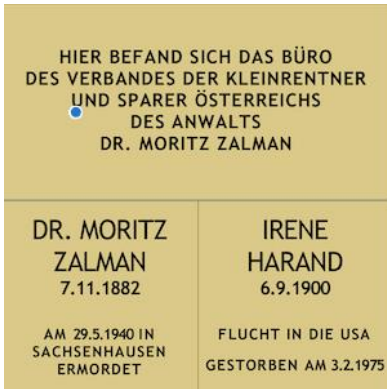 HIER BEFAND SICH DAS BÜRO
DES VERBANDES DER KLEINRENTNER
UND SPARER ÖSTERREICHS
DES ANWALTS
DR. MORITZ ZALMAN
DR. MORITZ
ZALMAN
7.11.1882
AM 29.5.1940 IN
SACHSENHAUSEN
ERMORDET
IRENE
HARAND
6.9.1900
FLUCHT IN DIE USA
GESTORBEN AM 3.2.1975